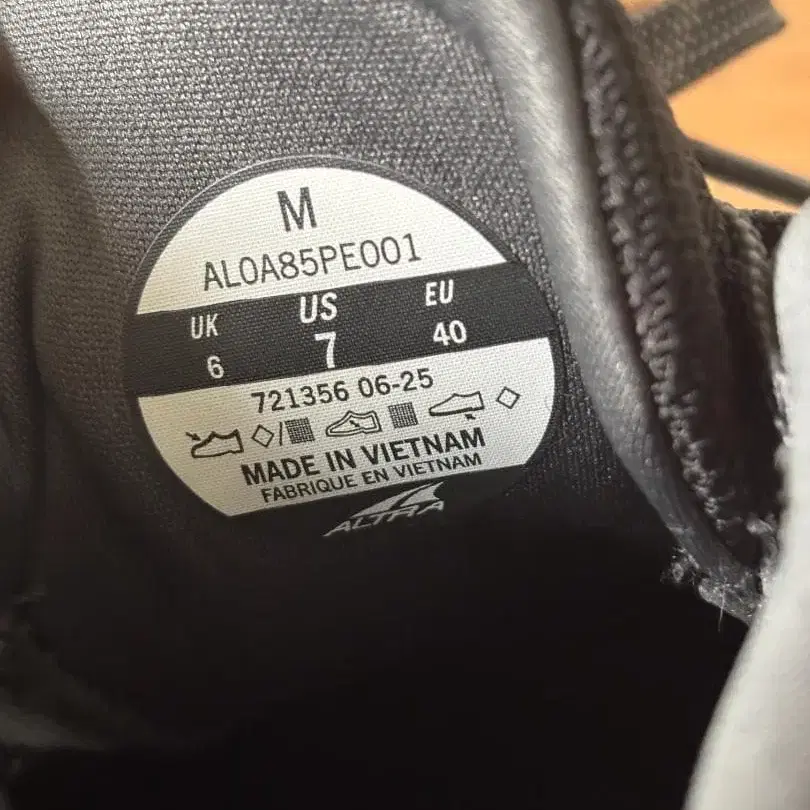 M
AL0A85PE001
UK US EU
6 7 40
721356 06-25
MADE IN VIETNAM
FABRIQUE EN VIETNAM
ALTRA